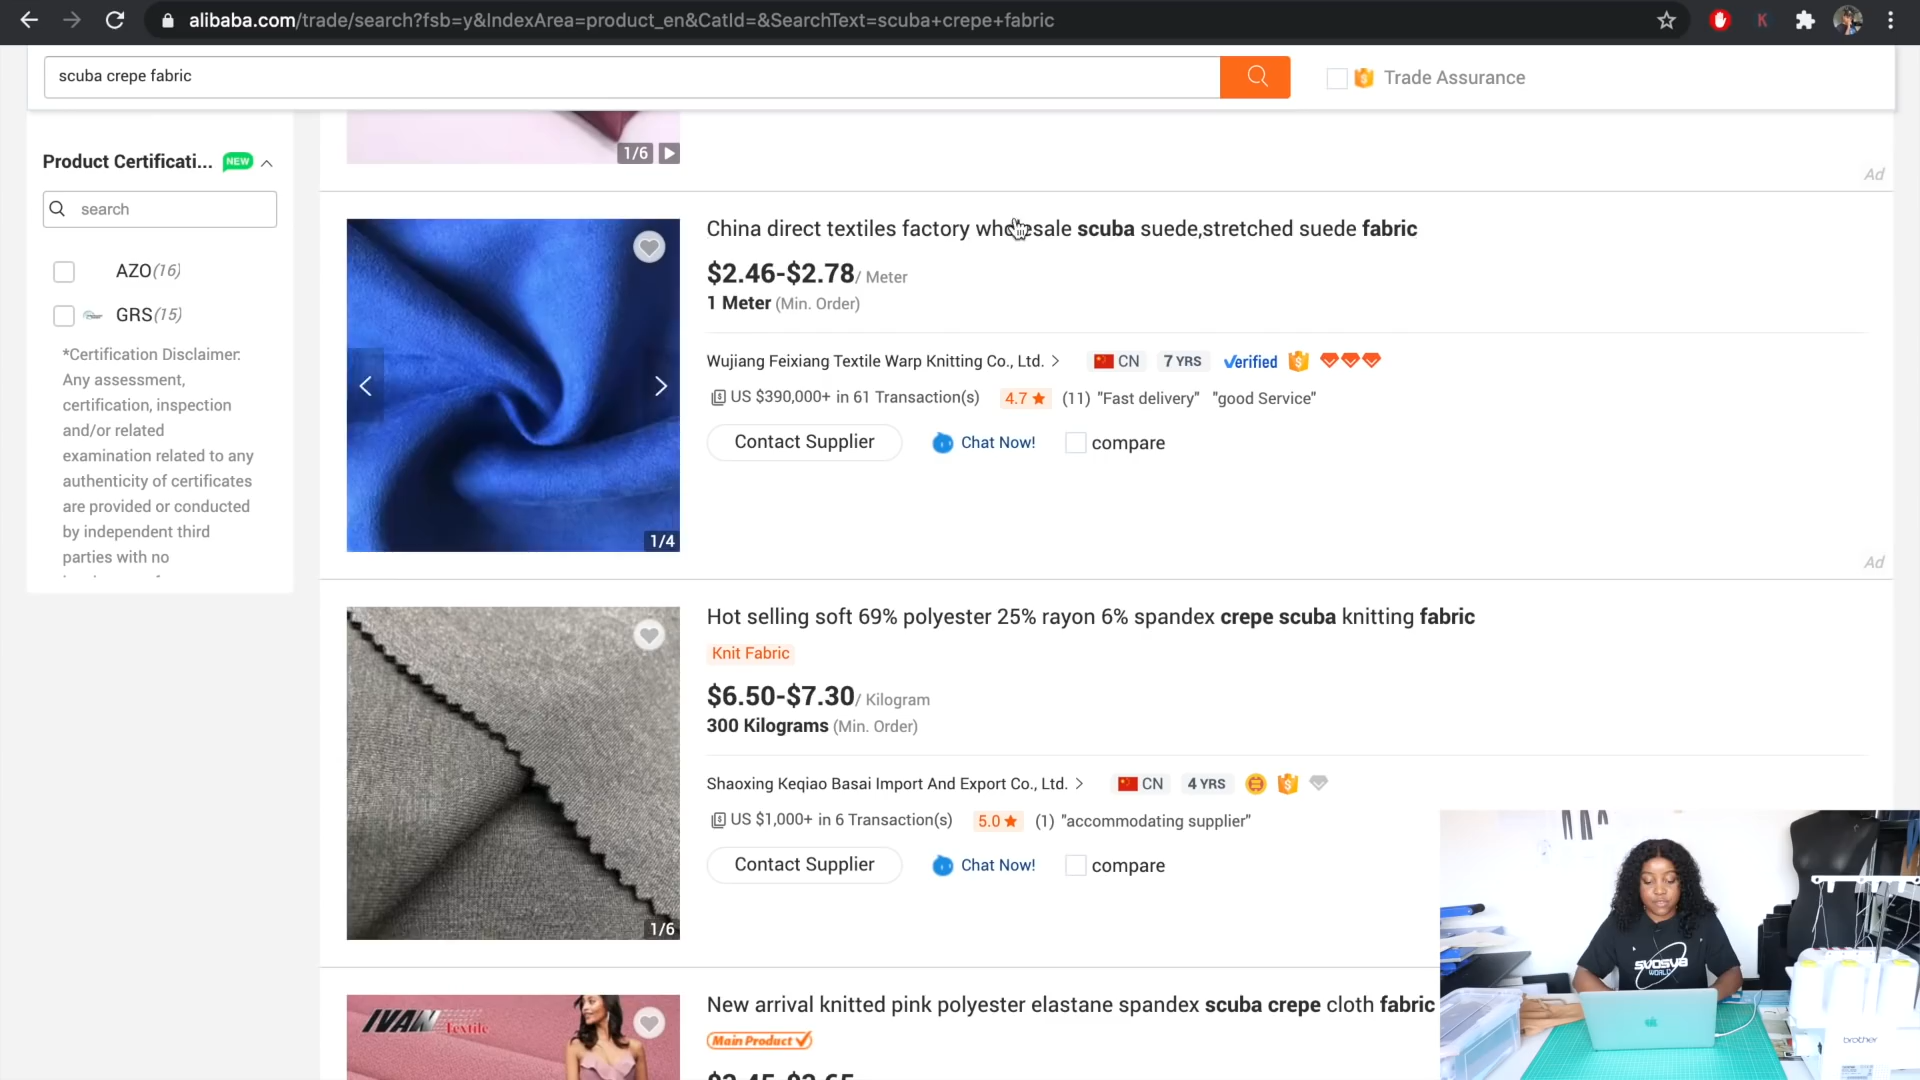 alibaba.com/trade/search?fsb=y&IndexArea=product_en&CatId=&SearchText=scuba+crepe+fabric
K
scuba crepe fabric
Trade Assurance
Product Certificati... NEW
search
AZO(16)
GRS(15)
*Certification Disclaimer:
Any assessment,
certification, inspection
and/or related
examination related to any
authenticity of certificates
are provided or conducted
by independent third
parties with no
1/6
Ad
China direct textiles factory wholesale scuba suede,stretched suede fabric
$2.46-$2.78/ Meter
1 Meter (Min. Order)
Wujiang Feixiang Textile Warp Knitting Co., Ltd. > CN 7 YRS Verified
US $390,000+ in 61 Transaction(s) 4.7 (11) "Fast delivery" "good Service"
Contact Supplier Chat Now! compare
1/4
Ad
Hot selling soft 69% polyester 25% rayon 6% spandex crepe scuba knitting fabric
Knit Fabric
$6.50-$7.30/ Kilogram
300 Kilograms (Min. Order)
Shaoxing Keqiao Basai Import And Export Co., Ltd. > CN 4 YRS
US $1,000+ in 6 Transaction(s) 5.0 (1) "accommodating supplier"
Contact Supplier Chat Now! compare
1/6
New arrival knitted pink polyester elastane spandex scuba crepe cloth fabric
Main Product
$3.45-$3.65
IVAN Textile
WORLD
brother